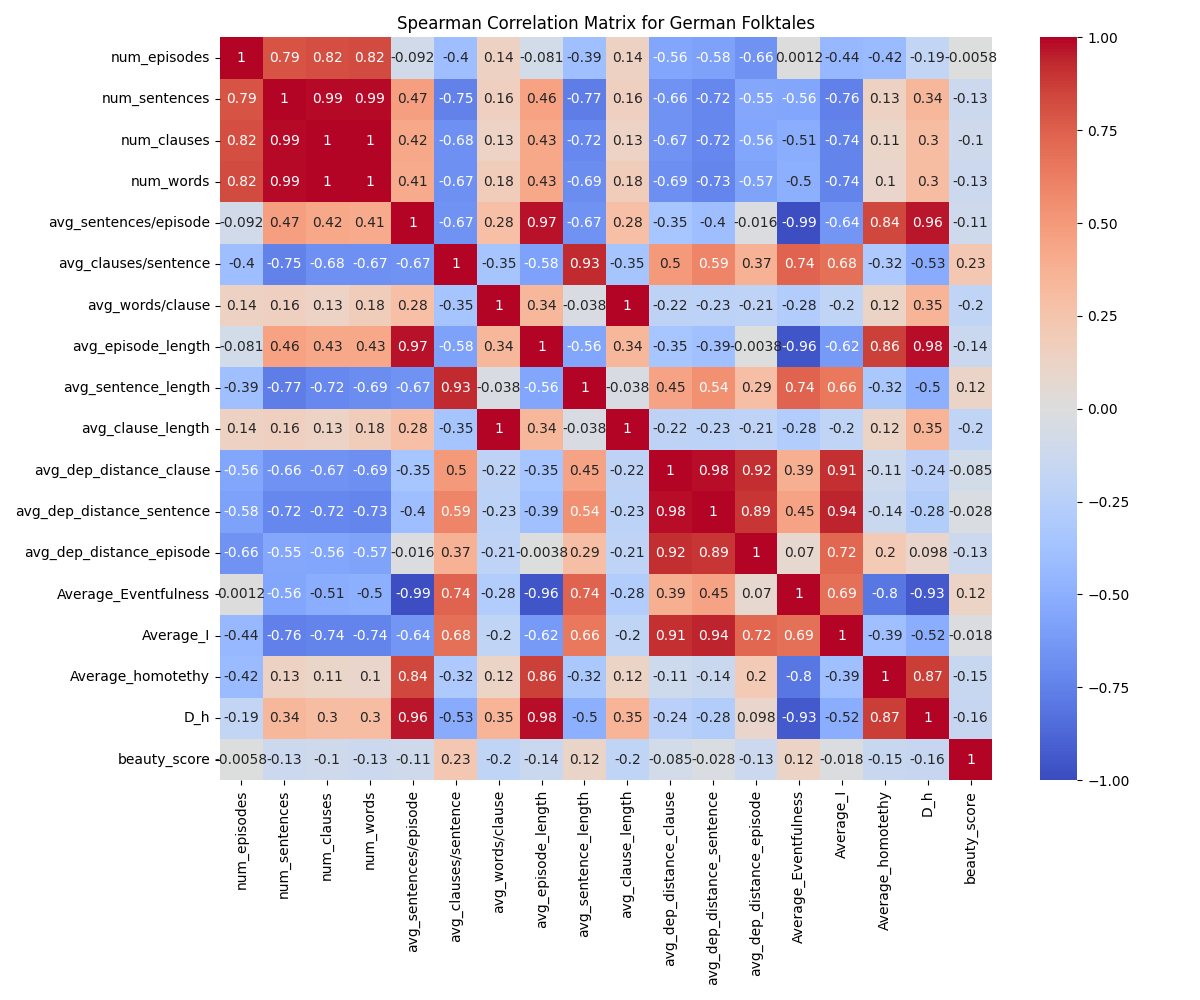 Spearman Correlation Matrix for German Folktales
num_episodes 1 0.79 0.82 0.82 -0.092 -0.4 0.14 -0.081 -0.39 0.14 -0.56 -0.58 -0.66 0.0012 -0.44 -0.42 -0.19 -0.0058
num_sentences 0.79 1 0.99 0.99 0.47 -0.75 0.16 0.46 -0.77 0.16 -0.66 -0.72 -0.55 -0.56 -0.76 0.13 0.34 -0.13
num_clauses 0.82 0.99 1 1 0.42 -0.68 0.13 0.43 -0.72 0.13 -0.67 -0.72 -0.56 -0.51 -0.74 0.11 0.3 -0.1
num_words 0.82 0.99 1 1 0.41 -0.67 0.18 0.43 -0.69 0.18 -0.69 -0.73 -0.57 -0.5 -0.74 0.1 0.3 -0.13
avg_sentences/episode -0.092 0.47 0.42 0.41 1 -0.67 0.28 0.97 -0.67 0.28 -0.35 -0.4 -0.016 -0.99 -0.64 0.84 0.96 -0.11
avg_clauses/sentence -0.4 -0.75 -0.68 -0.67 -0.67 1 -0.35 -0.58 0.93 -0.35 0.5 0.59 0.37 0.74 0.68 -0.32 -0.53 0.23
avg_words/clause 0.14 0.16 0.13 0.18 0.28 -0.35 1 0.34 -0.038 1 -0.22 -0.23 -0.21 -0.28 -0.2 0.12 0.35 -0.2
avg_episode_length -0.081 0.46 0.43 0.43 0.97 -0.58 0.34 1 -0.56 0.34 -0.35 -0.39 -0.0038 -0.96 -0.62 0.86 0.98 -0.14
avg_sentence_length -0.39 -0.77 -0.72 -0.69 -0.67 0.93 -0.038 -0.56 1 -0.038 0.45 0.54 0.29 0.74 0.66 -0.32 -0.5 0.12
avg_clause_length 0.14 0.16 0.13 0.18 0.28 -0.35 1 0.34 -0.038 1 -0.22 -0.23 -0.21 -0.28 -0.2 0.12 0.35 -0.2
avg_dep_distance_clause -0.56 -0.66 -0.67 -0.69 -0.35 0.5 -0.22 -0.35 0.45 -0.22 1 0.98 0.92 0.39 0.91 -0.11 -0.24 -0.085
avg_dep_distance_sentence -0.58 -0.72 -0.72 -0.73 -0.4 0.59 -0.23 -0.39 0.54 -0.23 0.98 1 0.89 0.45 0.94 -0.14 -0.28 -0.028
avg_dep_distance_episode -0.66 -0.55 -0.56 -0.57 -0.016 0.37 -0.21 -0.0038 0.29 -0.21 0.92 0.89 1 0.07 0.72 0.2 0.098 -0.13
Average_Eventfulness 0.0012 -0.56 -0.51 -0.5 -0.99 0.74 -0.28 -0.96 0.74 -0.28 0.39 0.45 0.07 1 0.69 -0.8 -0.93 0.12
Average_I -0.44 -0.76 -0.74 -0.74 -0.64 0.68 -0.2 -0.62 0.66 -0.2 0.91 0.94 0.72 0.69 1 -0.39 -0.52 -0.018
Average_homotethy -0.42 0.13 0.11 0.1 0.84 -0.32 0.12 0.86 -0.32 0.12 -0.11 -0.14 0.2 -0.8 -0.39 1 0.87 -0.15
D_h -0.19 0.34 0.3 0.3 0.96 -0.53 0.35 0.98 -0.5 0.35 -0.24 -0.28 0.098 -0.93 -0.52 0.87 1 -0.16
beauty_score -0.0058 -0.13 -0.1 -0.13 -0.11 0.23 -0.2 -0.14 0.12 -0.2 -0.085 -0.028 -0.13 0.12 -0.018 -0.15 -0.16 1
num_episodes
num_sentences
num_clauses
num_words
avg_sentences/episode
avg_clauses/sentence
avg_words/clause
avg_episode_length
avg_sentence_length
avg_clause_length
avg_dep_distance_clause
avg_dep_distance_sentence
avg_dep_distance_episode
Average_Eventfulness
Average_I
Average_homotethy
D_h
beauty_score
1.00
0.75
0.50
0.25
0.00
−0.25
−0.50
−0.75
−1.00